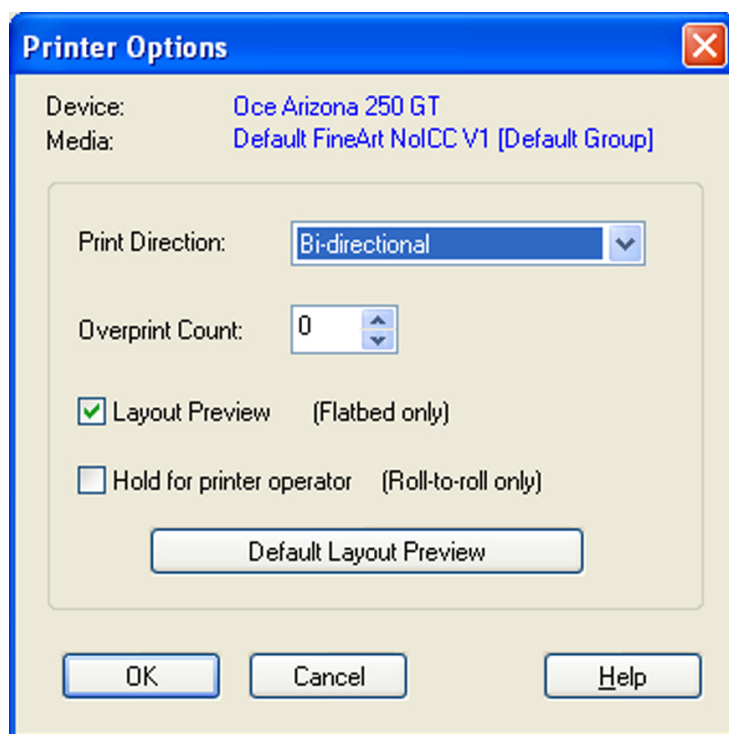 Printer Options
Device: Oce Arizona 250 GT
Media: Default FineArt NoICC V1 [Default Group]
Print Direction: Bi-directional
Overprint Count: 0
Layout Preview (Flatbed only)
Hold for printer operator (Roll-to-roll only)
Default Layout Preview
OK Cancel Help